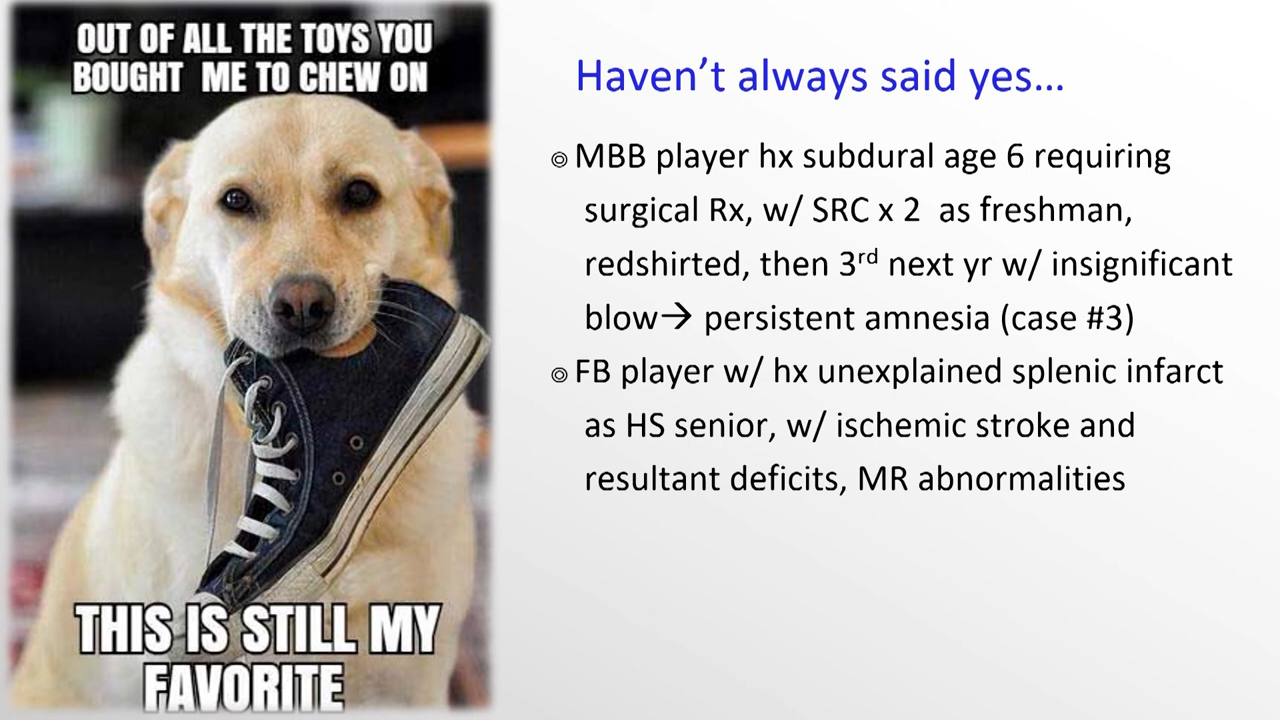 OUT OF ALL THE TOYS YOU
BOUGHT ME TO CHEW ON
THIS IS STILL MY
FAVORITE
Haven’t always said yes…
◎ MBB player hx subdural age 6 requiring
surgical Rx, w/ SRC x 2 as freshman,
redshirted, then 3rd next yr w/ insignificant
blow→ persistent amnesia (case #3)
◎ FB player w/ hx unexplained splenic infarct
as HS senior, w/ ischemic stroke and
resultant deficits, MR abnormalities